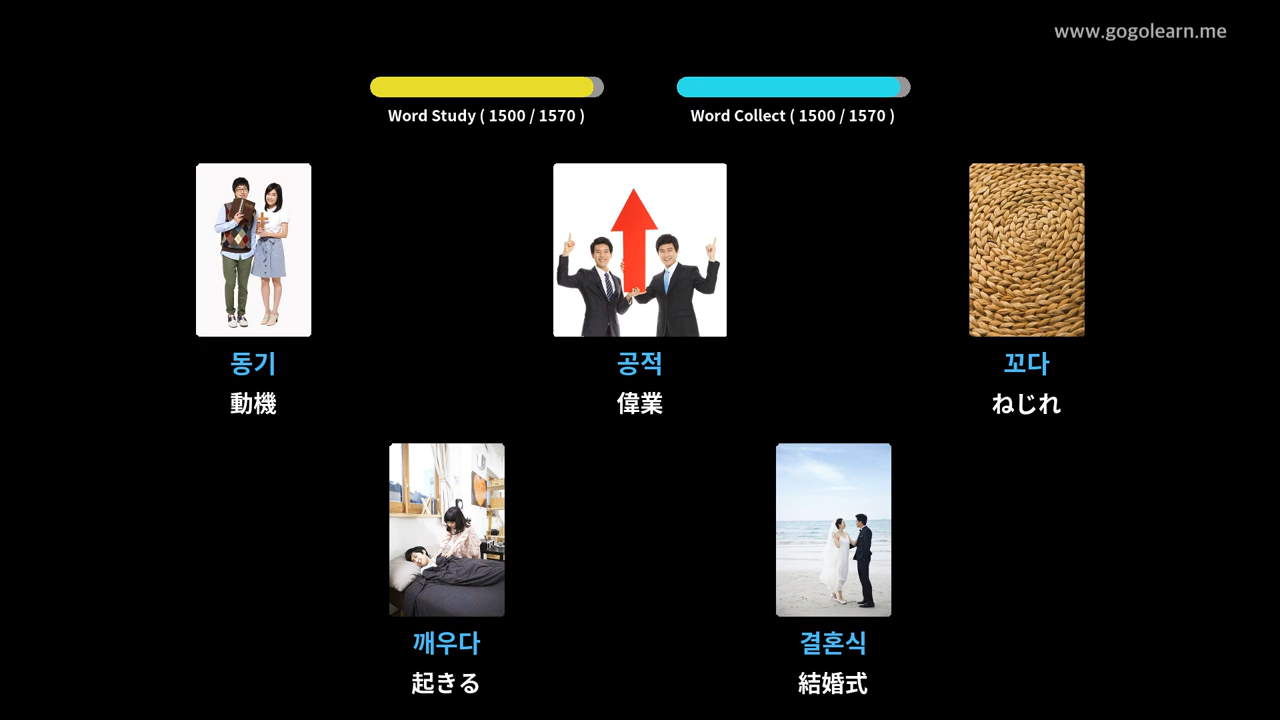 www.gogolearn.me
Word Study ( 1500 / 1570 )
Word Collect ( 1500 / 1570 )
동기
動機
공적
偉業
꼬다
ねじれ
깨우다
起きる
결혼식
結婚式